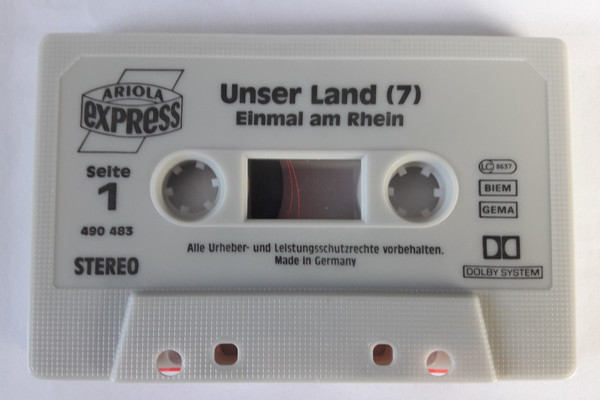 ARIOLA
EXPRESS
Unser Land (7)
Einmal am Rhein
Seite
1
490 483
STEREO
LC 8637
BIEM
GEMA
DOLBY SYSTEM
Alle Urheber- und Leistungsschutzrechte vorbehalten.
Made in Germany